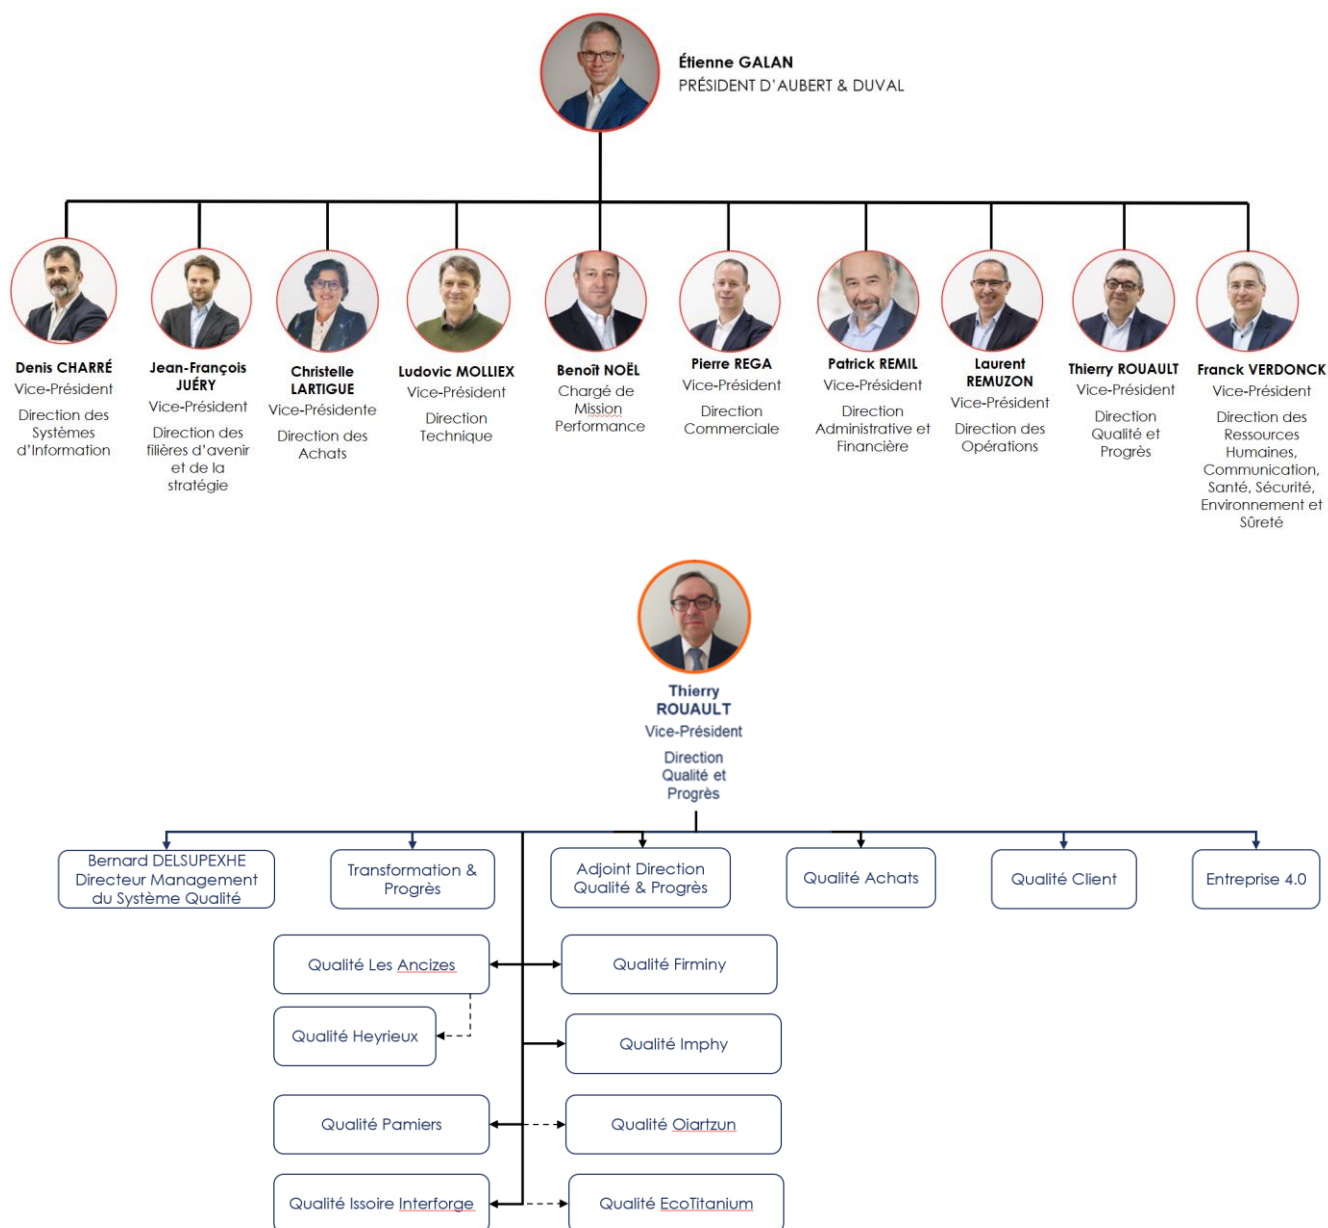 Étienne GALAN
PRÉSIDENT D'AUBERT & DUVAL
Denis CHARRÉ
Vice-Président
Direction des
Systèmes
d'Information
Jean-François
JUÉRY
Vice-Président
Direction des
filières d'avenir
et de la
stratégie
Christelle
LARTIGUE
Vice-Présidente
Direction des
Achats
Ludovic MOLLIEX
Vice-Président
Direction
Technique
Benoît NOËL
Chargé de
Mission
Performance
Pierre REGA
Vice-Président
Direction
Commerciale
Patrick REMIL
Vice-Président
Direction
Administrative et
Financière
Laurent
REMUZON
Vice-Président
Direction des
Opérations
Thierry ROUAULT
Vice-Président
Direction
Qualité et
Progrès
Franck VERDONCK
Vice-Président
Direction des
Ressources
Humaines,
Communication,
Santé, Sécurité,
Environnement et
Sûreté
Thierry
ROUAULT
Vice-Président
Direction
Qualité et
Progrès
Bernard DELSUPEXHE
Directeur Management
du Système Qualité
Transformation &
Progrès
Adjoint Direction
Qualité & Progrès
Qualité Achats
Qualité Client
Entreprise 4.0
Qualité Les Ancizes
Qualité Firminy
Qualité Heyrieux
Qualité Imphy
Qualité Pamiers
Qualité Oiartzun
Qualité Issoire Interforge
Qualité EcoTitanium